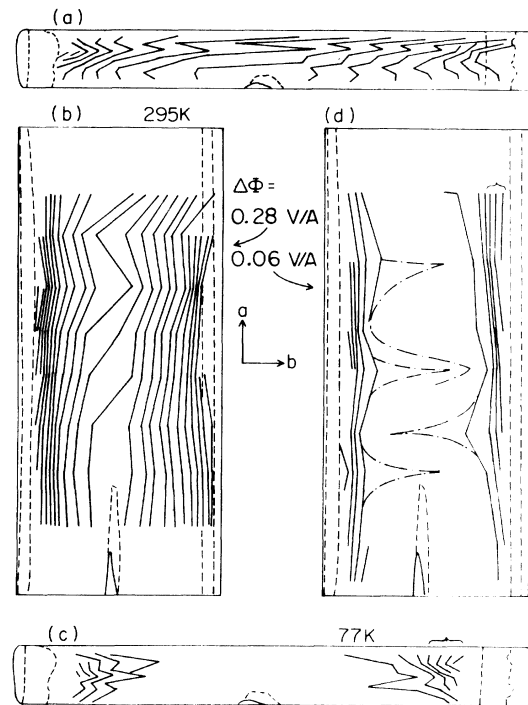 (a)
(b) 295K (d)
ΔΦ =
0.28 V/A
0.06 V/A
a
b
(c) 77K